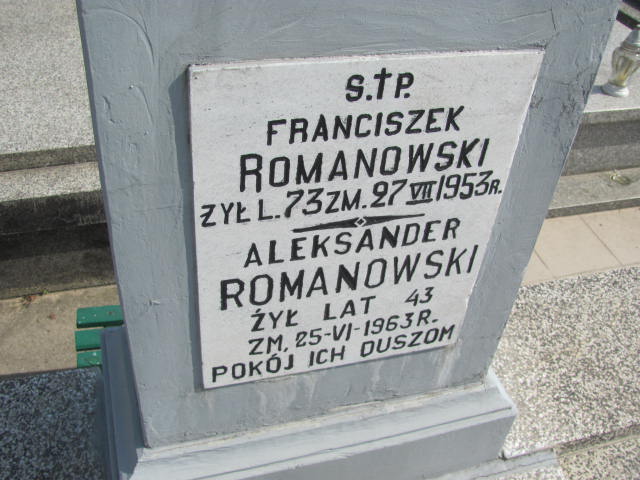 Ś.†P.
FRANCISZEK
ROMANOWSKI
ŻYŁ L. 73 ZM. 27 VII 1953 R.
ALEKSANDER
ROMANOWSKI
ŻYŁ LAT 43
ZM, 25-VI-1963 R.
POKÓJ ICH DUSZOM